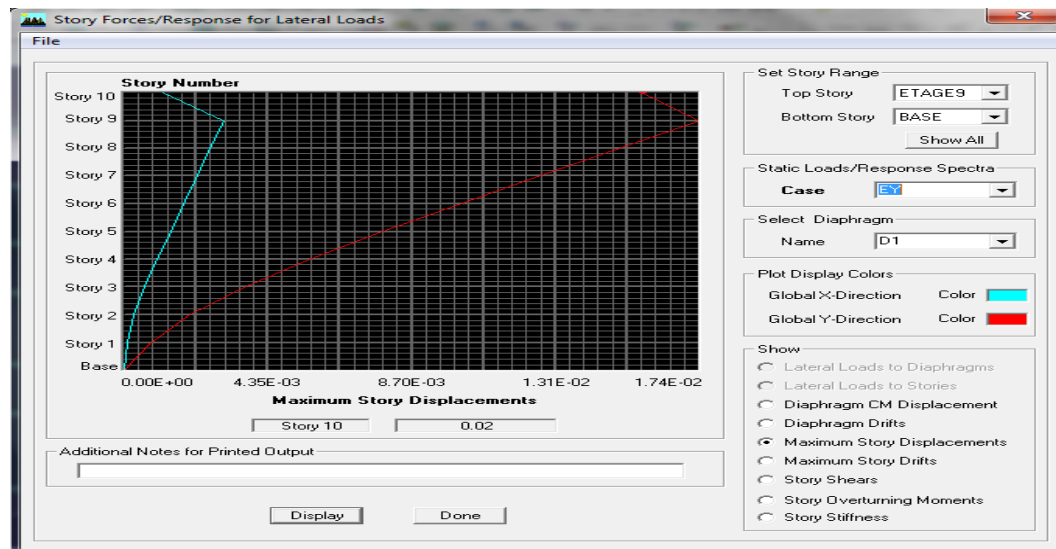 Story Forces/Response for Lateral Loads
File
Story Number
Story 10
Story 9
Story 8
Story 7
Story 6
Story 5
Story 4
Story 3
Story 2
Story 1
Base
0.00E+00 4.35E-03 8.70E-03 1.31E-02 1.74E-02
Maximum Story Displacements
Story 10 0.02
Additional Notes for Printed Output
Display Done
Set Story Range
Top Story ETAGE9
Bottom Story BASE
Show All
Static Loads/Response Spectra
Case EY
Select Diaphragm
Name D1
Plot Display Colors
Global X-Direction Color
Global Y-Direction Color
Show
Lateral Loads to Diaphragms
Lateral Loads to Stories
Diaphragm CM Displacement
Diaphragm Drifts
Maximum Story Displacements
Maximum Story Drifts
Story Shears
Story Overturning Moments
Story Stiffness